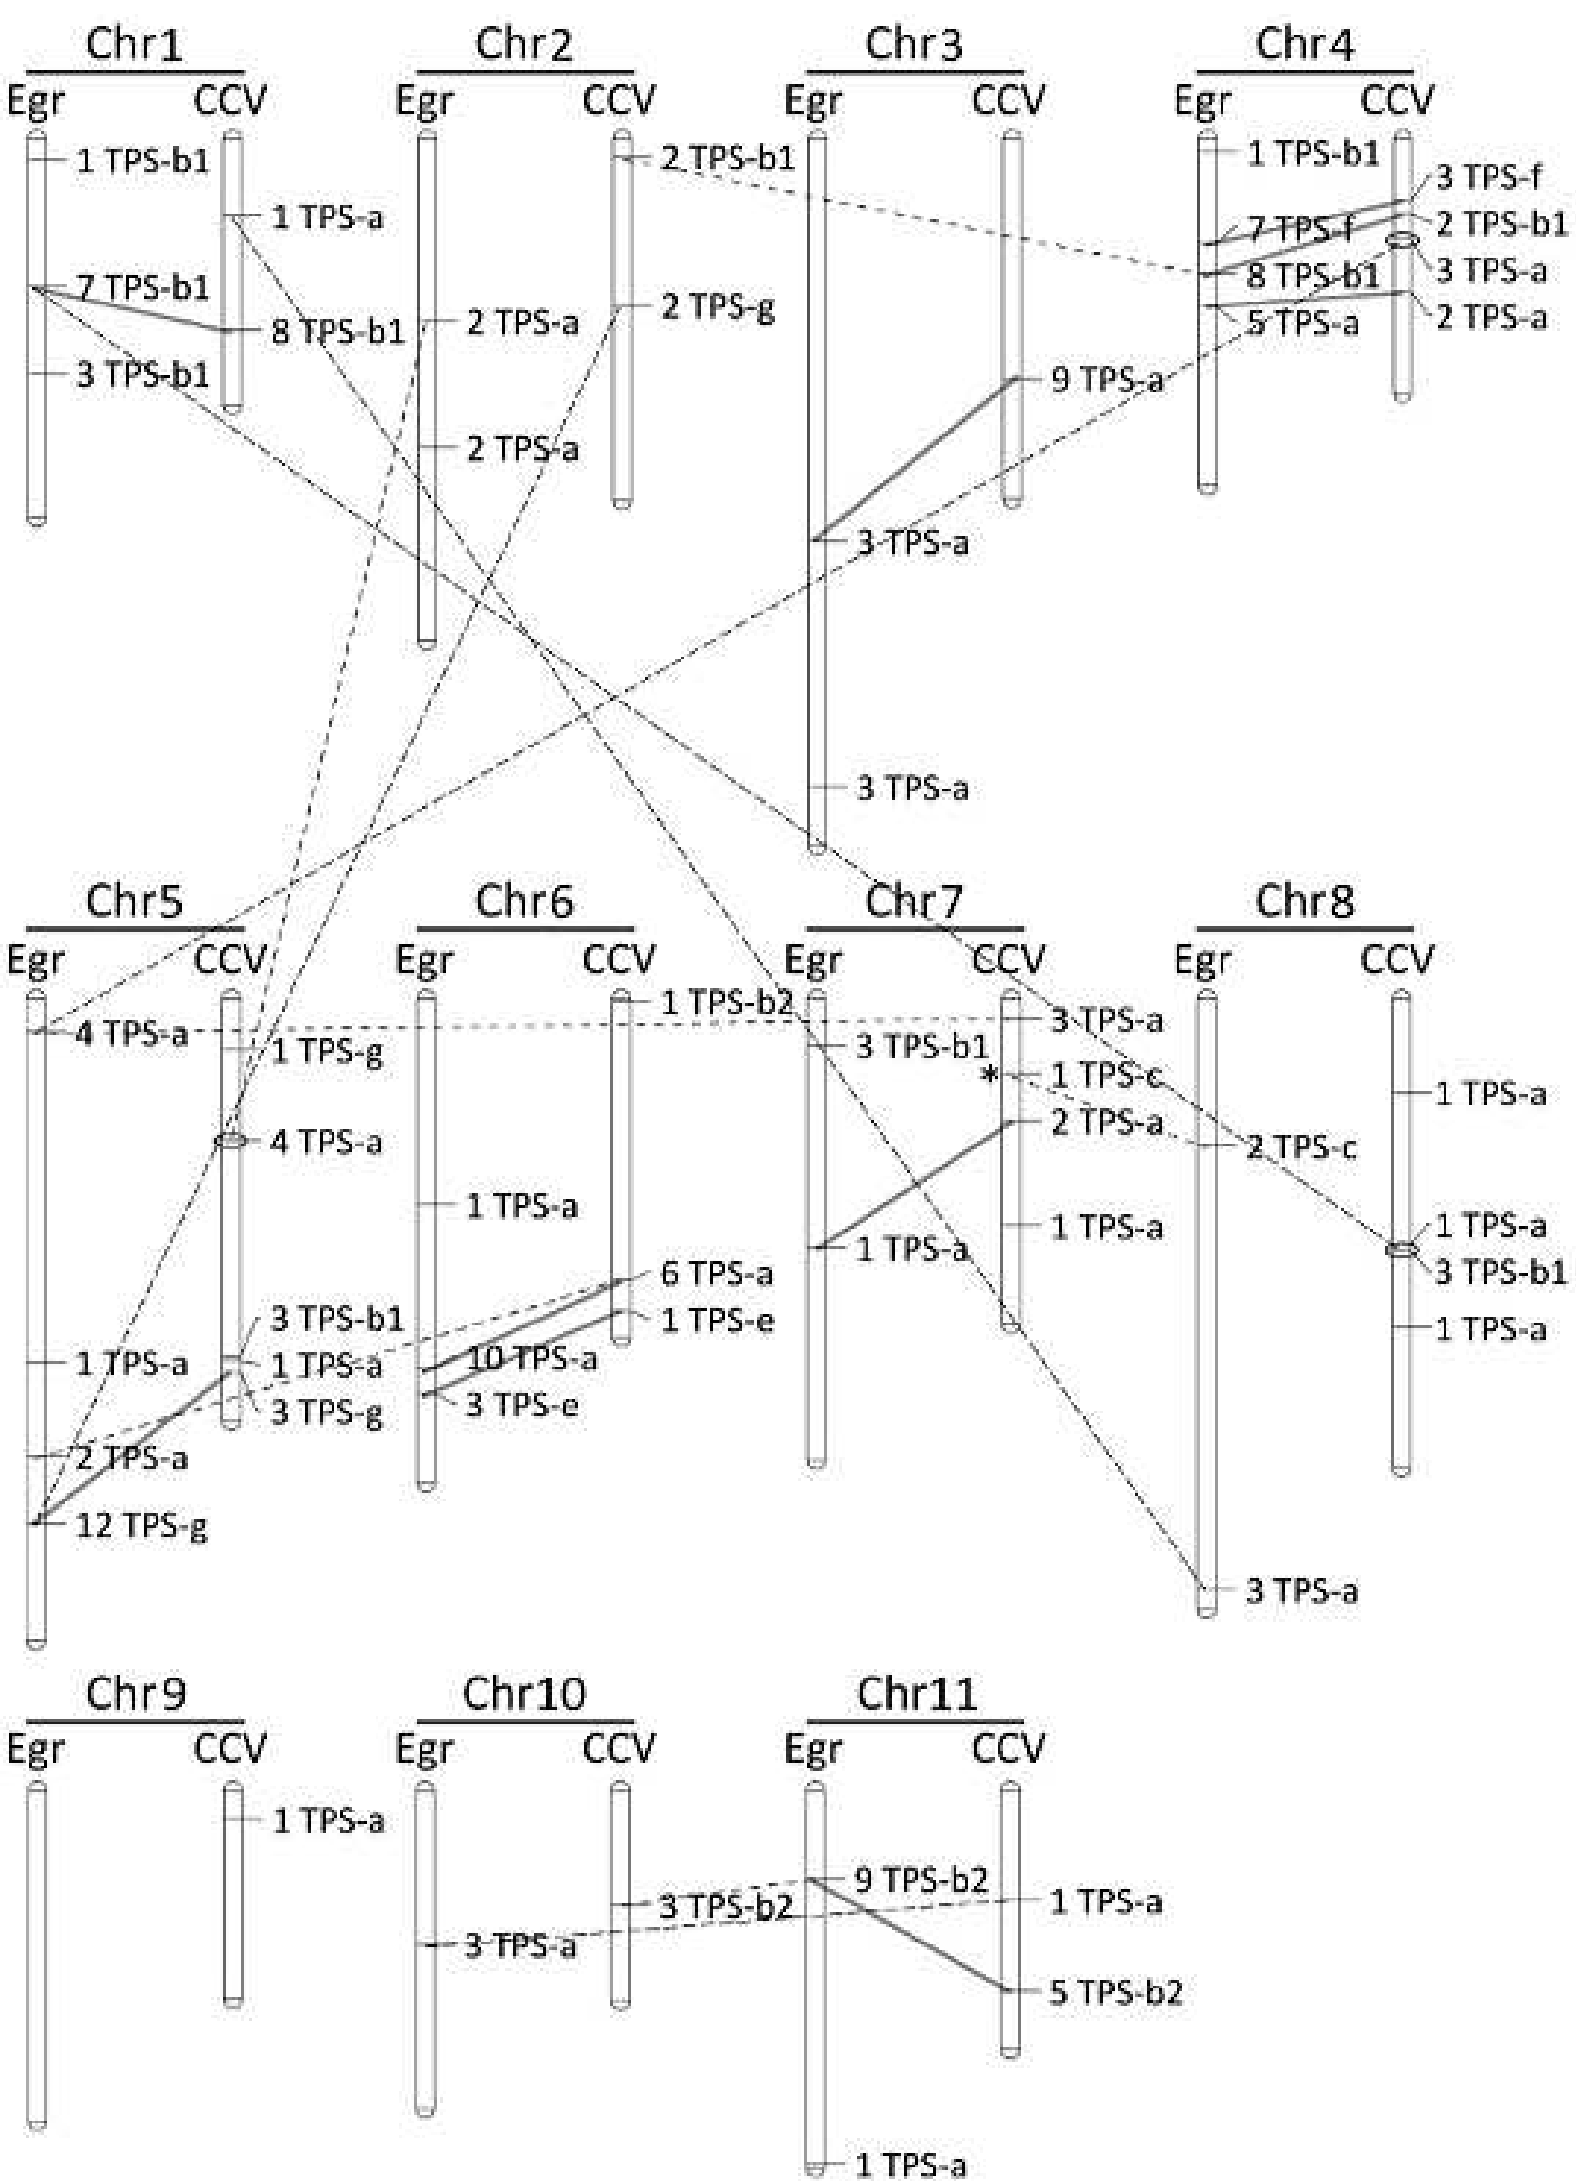 Chr1 Chr2 Chr3 Chr4
Egr CCV Egr CCV Egr CCV Egr CCV
1 TPS-b1 2 TPS-b1 1 TPS-b1
3 TPS-f
1 TPS-a 7 TPS-f 2 TPS-b1
7 TPS-b1 8 TPS-b1 3 TPS-a
8 TPS-b1 2 TPS-a 2 TPS-g 5 TPS-a 2 TPS-a
3 TPS-b1 9 TPS-a
2 TPS-a
3 TPS-a
3 TPS-a
Chr5 Chr6 Chr7 Chr8
Egr CCV Egr CCV Egr CCV Egr CCV
1 TPS-b2
4 TPS-a 1 TPS-g 3 TPS-b1 3 TPS-a
* 1 TPS-c 1 TPS-a
4 TPS-a 2 TPS-a 2 TPS-c
1 TPS-a 1 TPS-a 1 TPS-a
6 TPS-a 1 TPS-a 3 TPS-b1
3 TPS-b1 1 TPS-e 1 TPS-a
1 TPS-a 1 TPS-a 10 TPS-a
3 TPS-g 3 TPS-e
2 TPS-a
12 TPS-g
3 TPS-a
Chr9 Chr10 Chr11
Egr CCV Egr CCV Egr CCV
1 TPS-a
9 TPS-b2
3 TPS-b2 1 TPS-a
3 TPS-a
5 TPS-b2
1 TPS-a